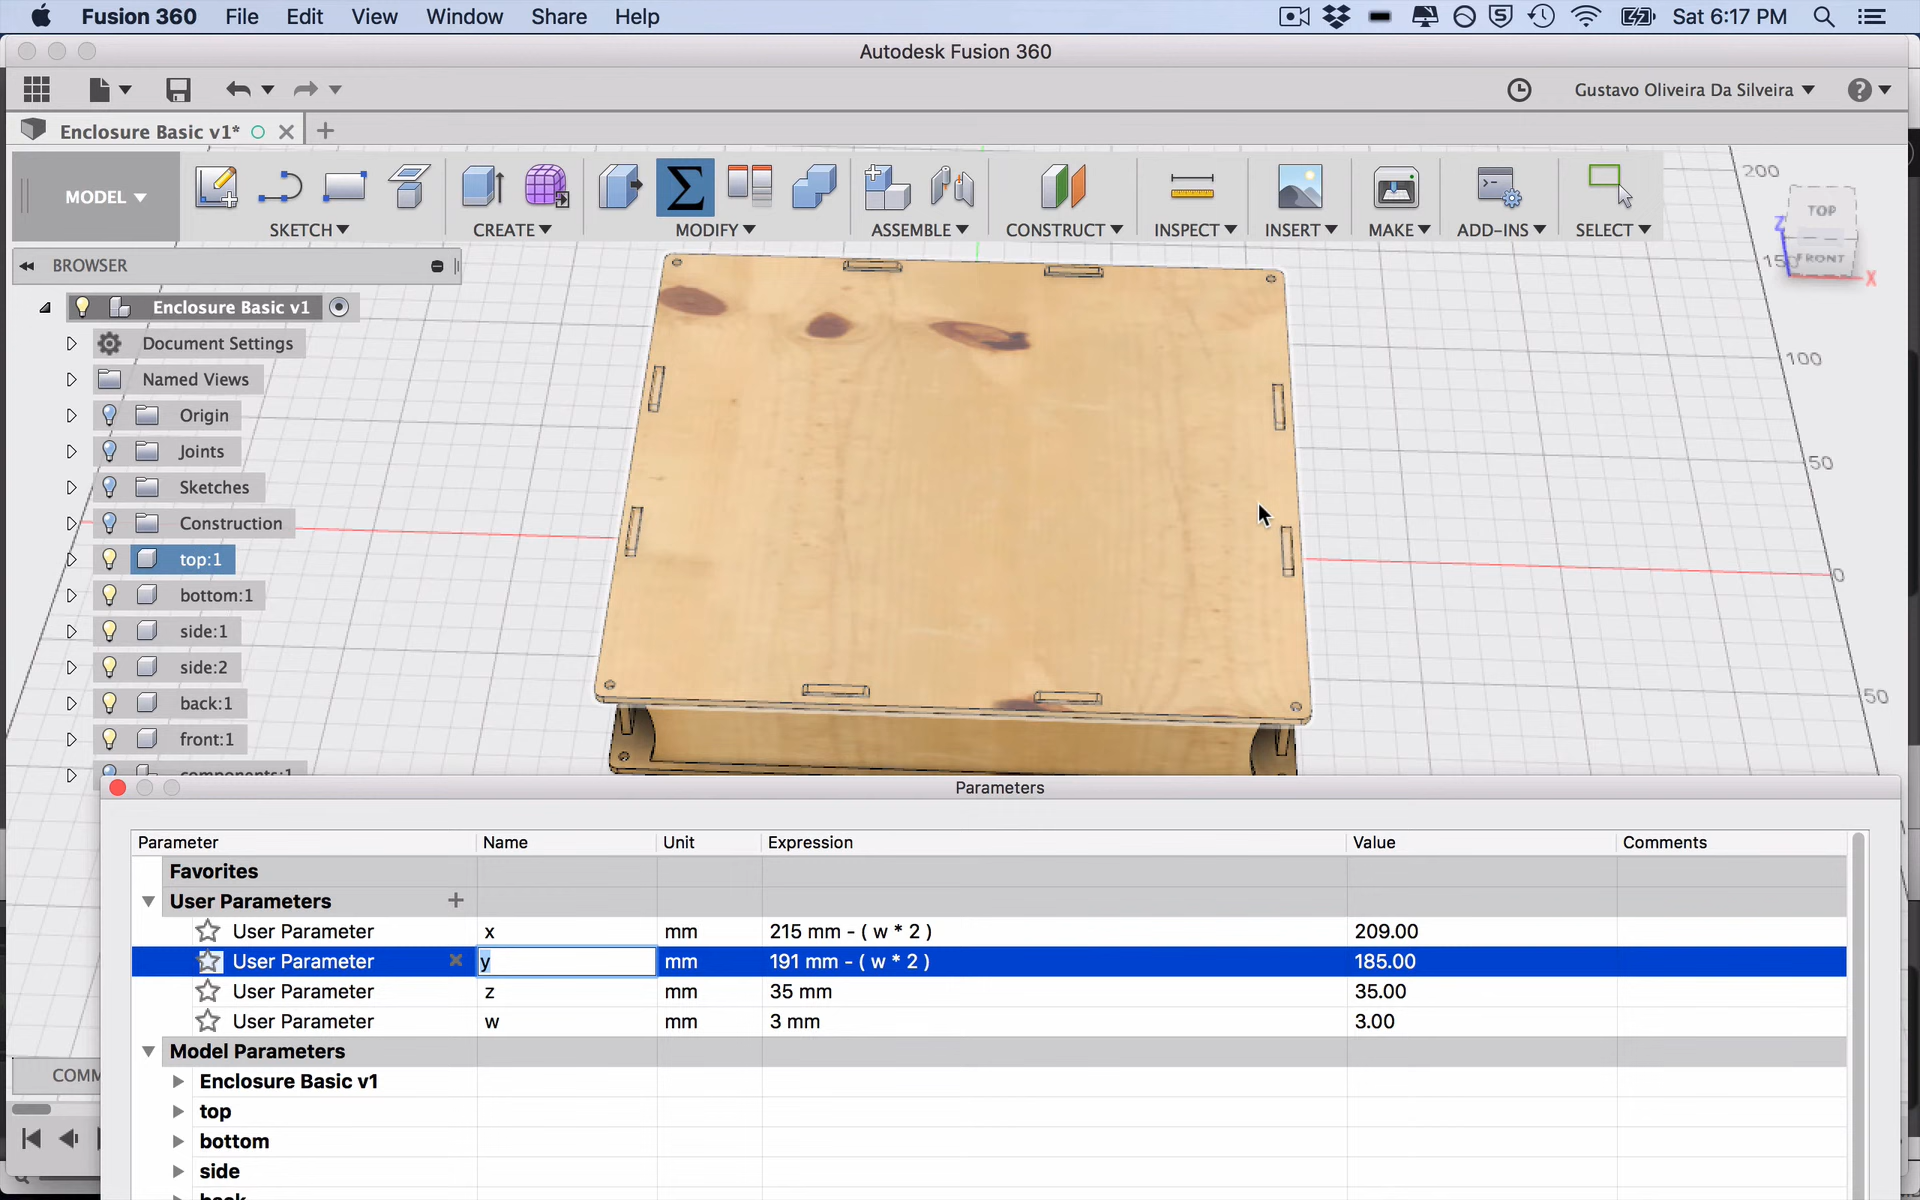 Fusion 360 File Edit View Window Share Help Sat 6:17 PM
Autodesk Fusion 360
Gustavo Oliveira Da Silveira
Enclosure Basic v1*
MODEL
SKETCH CREATE MODIFY ASSEMBLE CONSTRUCT INSPECT INSERT MAKE ADD-INS SELECT
200
TOP
Z
FRONT
X
100
50
0
50
BROWSER
Enclosure Basic v1
Document Settings
Named Views
Origin
Joints
Sketches
Construction
top:1
bottom:1
side:1
side:2
back:1
front:1
components:1
COMM
Parameters
Parameter Name Unit Expression Value Comments
Favorites
User Parameters
User Parameter x mm 215 mm - ( w * 2 ) 209.00
User Parameter y mm 191 mm - ( w * 2 ) 185.00
User Parameter z mm 35 mm 35.00
User Parameter w mm 3 mm 3.00
Model Parameters
Enclosure Basic v1
top
bottom
side
back